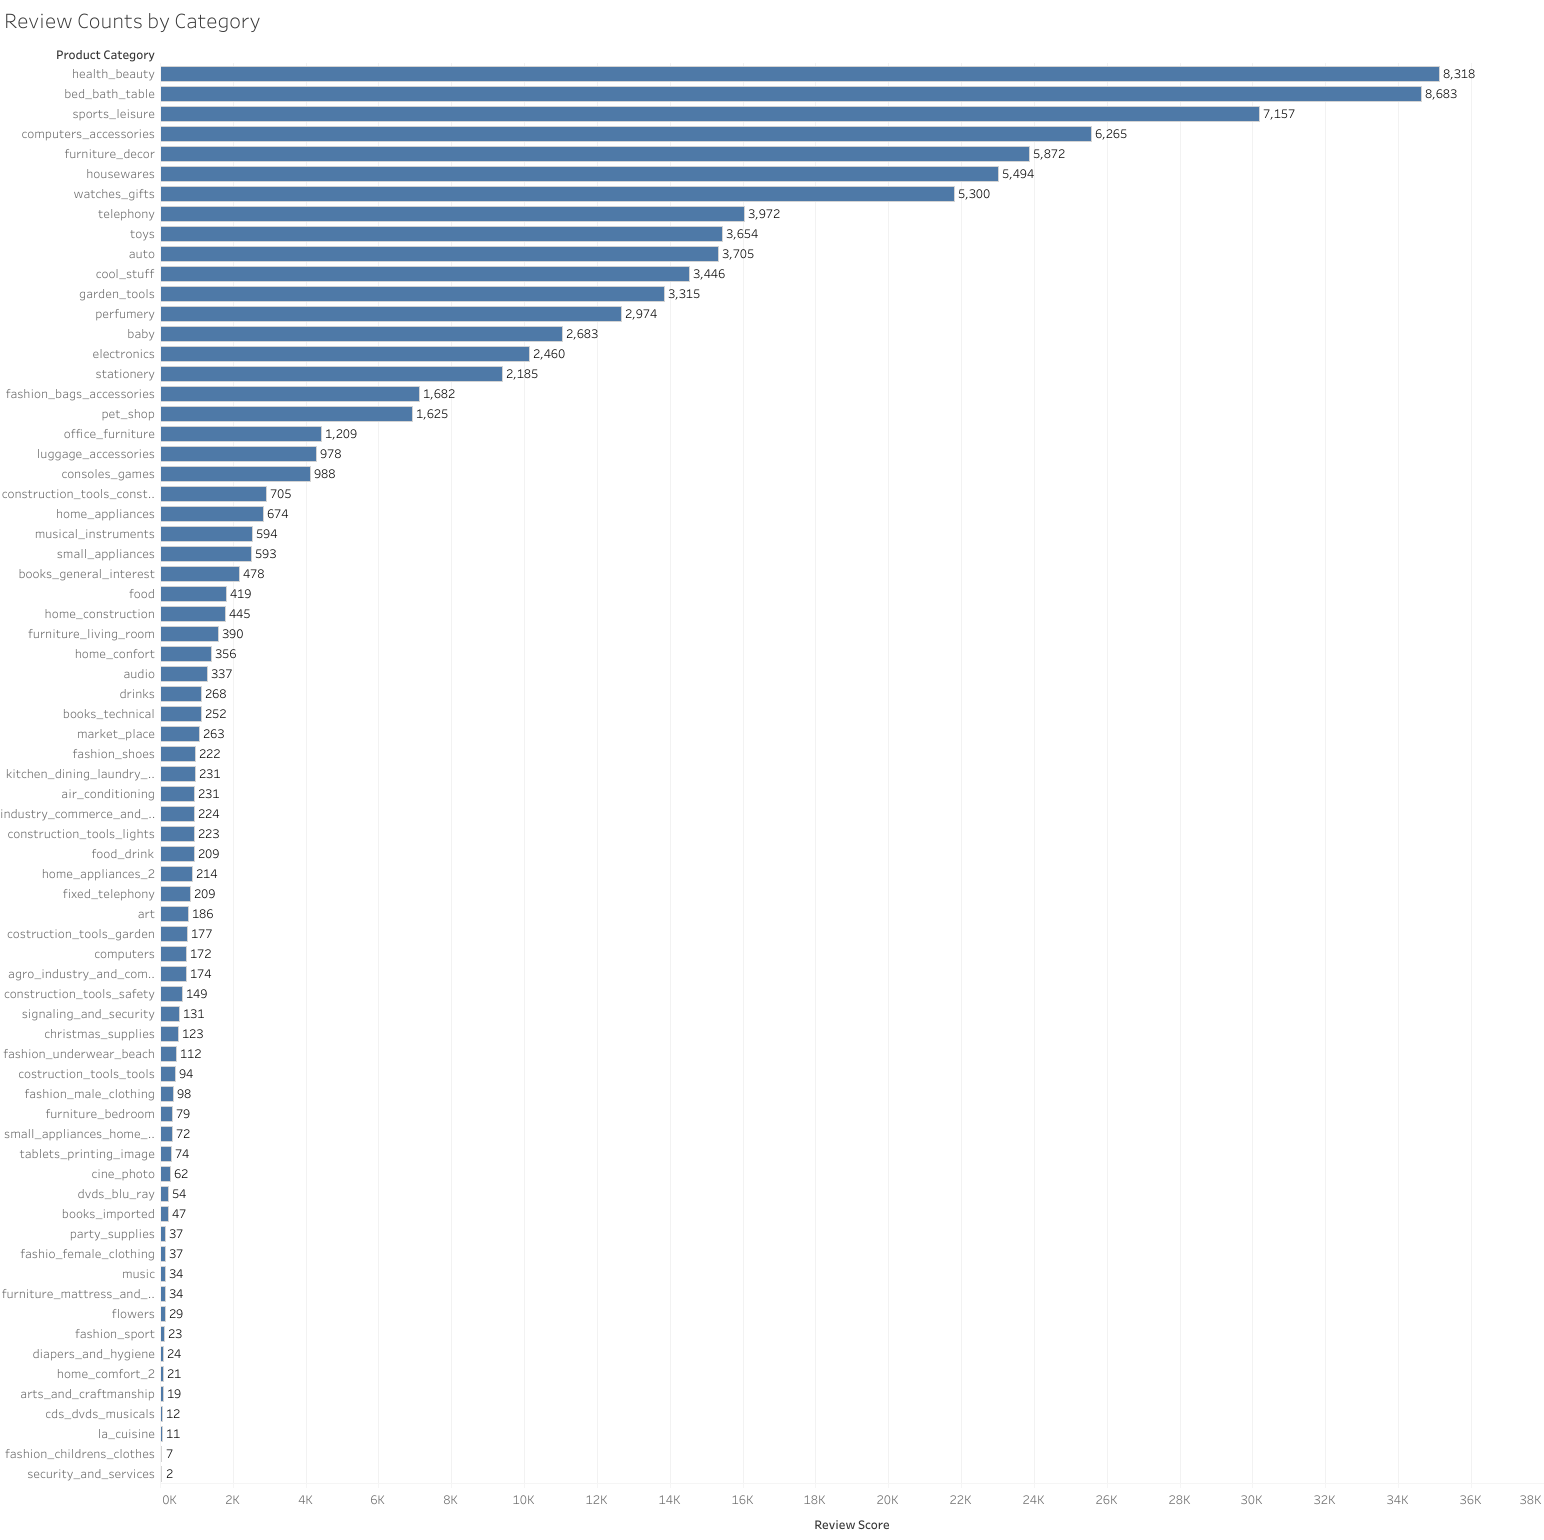 Review Counts by Category
Product Category
health_beauty 8,318
bed_bath_table 8,683
sports_leisure 7,157
computers_accessories 6,265
furniture_decor 5,872
housewares 5,494
watches_gifts 5,300
telephony 3,972
toys 3,654
auto 3,705
cool_stuff 3,446
garden_tools 3,315
perfumery 2,974
baby 2,683
electronics 2,460
stationery 2,185
fashion_bags_accessories 1,682
pet_shop 1,625
office_furniture 1,209
luggage_accessories 978
consoles_games 988
construction_tools_const.. 705
home_appliances 674
musical_instruments 594
small_appliances 593
books_general_interest 478
food 419
home_construction 445
furniture_living_room 390
home_confort 356
audio 337
drinks 268
books_technical 252
market_place 263
fashion_shoes 222
kitchen_dining_laundry_.. 231
air_conditioning 231
industry_commerce_and_.. 224
construction_tools_lights 223
food_drink 209
home_appliances_2 214
fixed_telephony 209
art 186
costruction_tools_garden 177
computers 172
agro_industry_and_com.. 174
construction_tools_safety 149
signaling_and_security 131
christmas_supplies 123
fashion_underwear_beach 112
costruction_tools_tools 94
fashion_male_clothing 98
furniture_bedroom 79
small_appliances_home_.. 72
tablets_printing_image 74
cine_photo 62
dvds_blu_ray 54
books_imported 47
party_supplies 37
fashio_female_clothing 37
music 34
furniture_mattress_and_.. 34
flowers 29
fashion_sport 23
diapers_and_hygiene 24
home_comfort_2 21
arts_and_craftmanship 19
cds_dvds_musicals 12
la_cuisine 11
fashion_childrens_clothes 7
security_and_services 2
0K 2K 4K 6K 8K 10K 12K 14K 16K 18K 20K 22K 24K 26K 28K 30K 32K 34K 36K 38K
Review Score